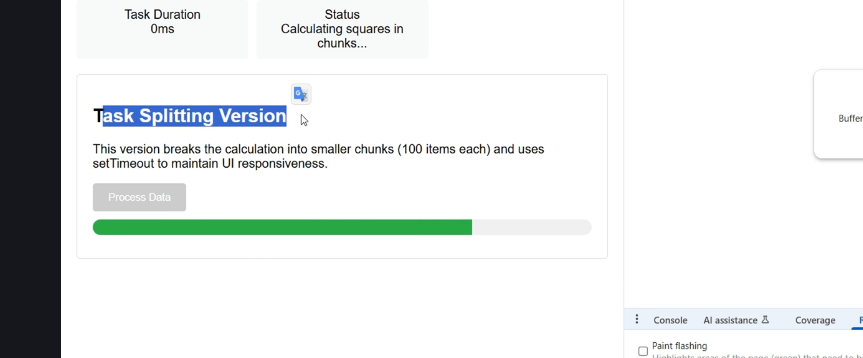 Task Duration
0ms
Status
Calculating squares in
chunks...
Task Splitting Version
This version breaks the calculation into smaller chunks (100 items each) and uses
setTimeout to maintain UI responsiveness.
Process Data
Buffer
Console AI assistance Coverage
Paint flashing
Highlights areas of the page (green) that need to be